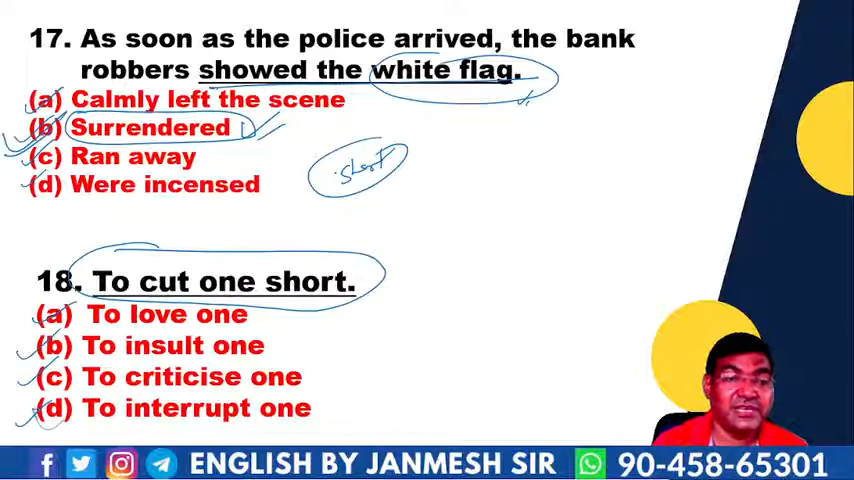 17. As soon as the police arrived, the bank
robbers showed the white flag.
(a) Calmly left the scene
(b) Surrendered
(c) Ran away
short
(d) Were incensed
18. To cut one short.
(a) To love one
(b) To insult one
(c) To criticise one
(d) To interrupt one
ENGLISH BY JANMESH SIR 90-458-65301